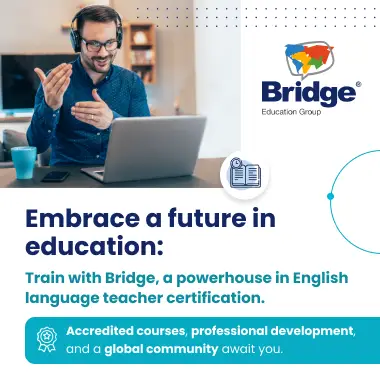 Bridge®
Education Group
Embrace a future in
education:
Train with Bridge, a powerhouse in English
language teacher certification.
Accredited courses, professional development,
and a global community await you.